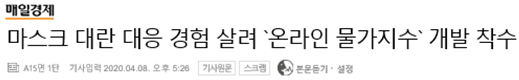 매일경제
마스크 대란 대응 경험 살려 `온라인 물가지수` 개발 착수
A15면 1단 기사입력 2020.04.08. 오후 5:26 기사원문 스크랩 본문듣기 · 설정